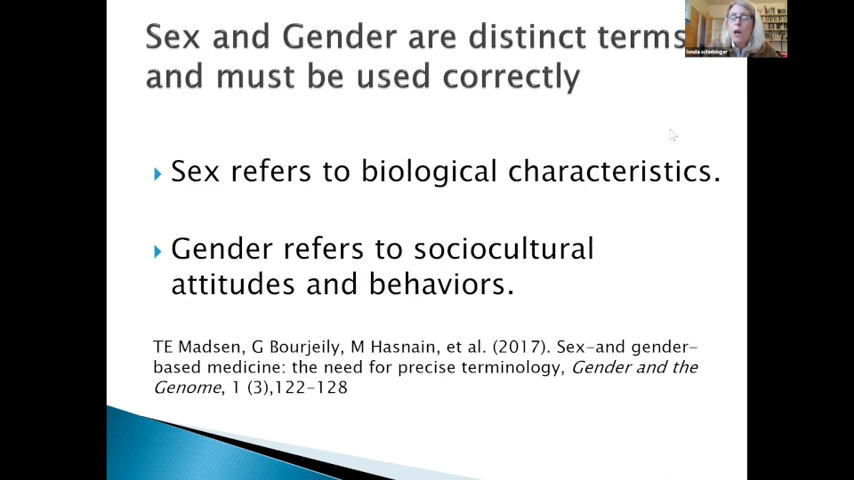 Sex and Gender are distinct terms
and must be used correctly
londa schiebinger
Sex refers to biological characteristics.
Gender refers to sociocultural
attitudes and behaviors.
TE Madsen, G Bourjeily, M Hasnain, et al. (2017). Sex-and gender-
based medicine: the need for precise terminology, Gender and the
Genome, 1 (3),122-128